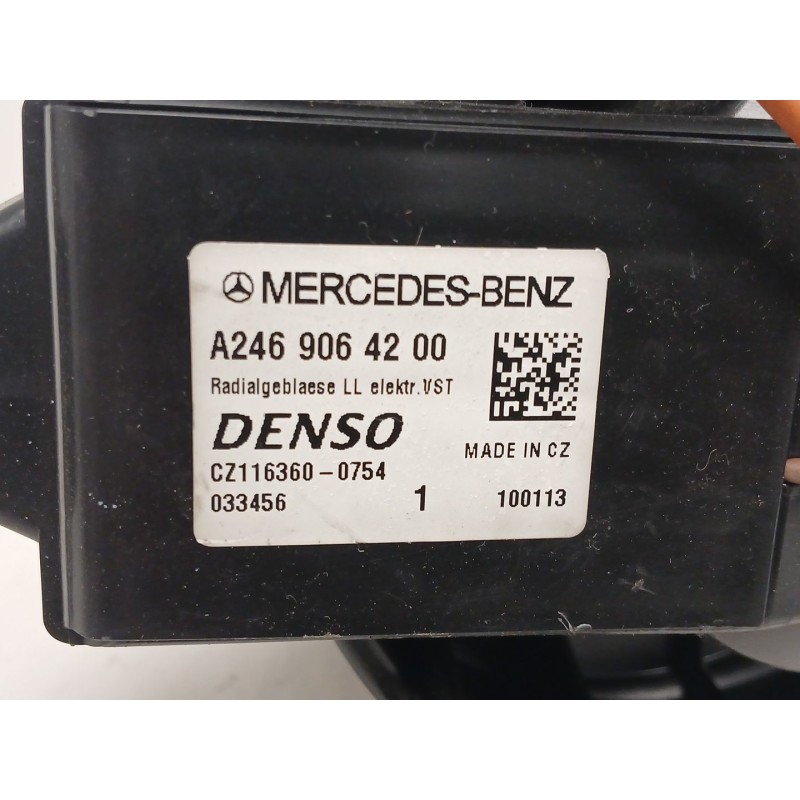 MERCEDES-BENZ
A246 906 42 00
Radialgeblaese LL elektr.VST
DENSO
MADE IN CZ
CZ116360-0754
033456 1 100113